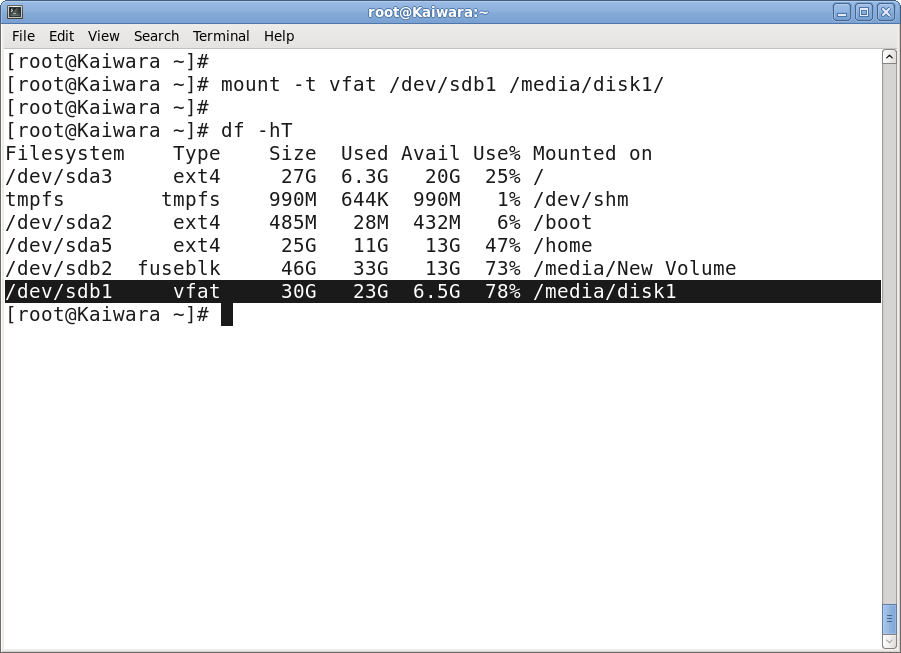 root@Kaiwara:~
File Edit View Search Terminal Help
[root@Kaiwara ~]#
[root@Kaiwara ~]# mount -t vfat /dev/sdb1 /media/disk1/
[root@Kaiwara ~]#
[root@Kaiwara ~]# df -hT
Filesystem    Type    Size  Used Avail Use% Mounted on
/dev/sda3     ext4     27G  6.3G   20G  25% /
tmpfs        tmpfs    990M  644K  990M   1% /dev/shm
/dev/sda2     ext4    485M   28M  432M   6% /boot
/dev/sda5     ext4     25G   11G   13G  47% /home
/dev/sdb2  fuseblk     46G   33G   13G  73% /media/New Volume
/dev/sdb1     vfat     30G   23G  6.5G  78% /media/disk1
[root@Kaiwara ~]#